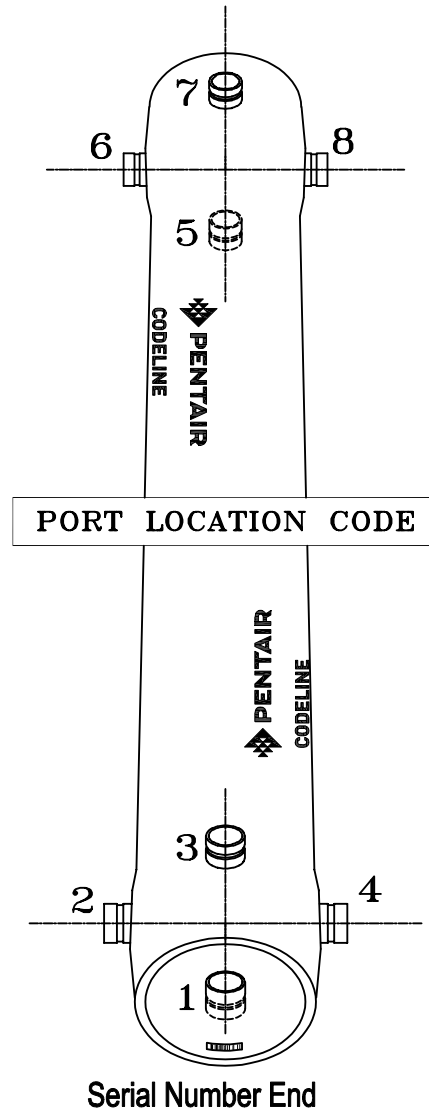 7
6 8
5
CODELINE
PENTAIR
PORT LOCATION CODE
PENTAIR
CODELINE
3
2 4
1
Serial Number End